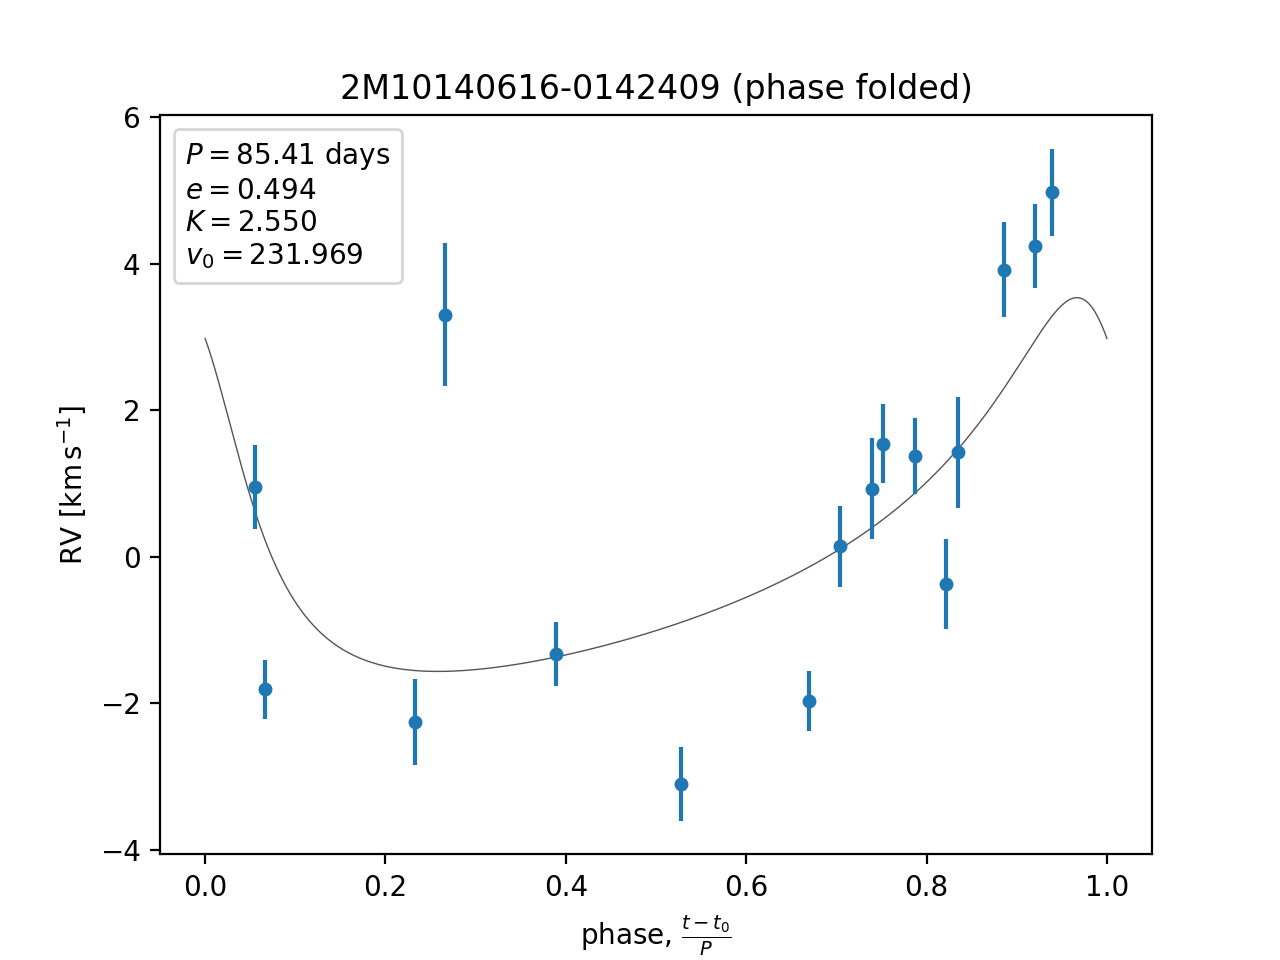 2M10140616-0142409 (phase folded)
P = 85.41 days
e = 0.494
K = 2.550
v₀ = 231.969
RV [km s⁻¹]
6
4
2
0
−2
−4
0.0 0.2 0.4 0.6 0.8 1.0
phase, (t − t₀)/P